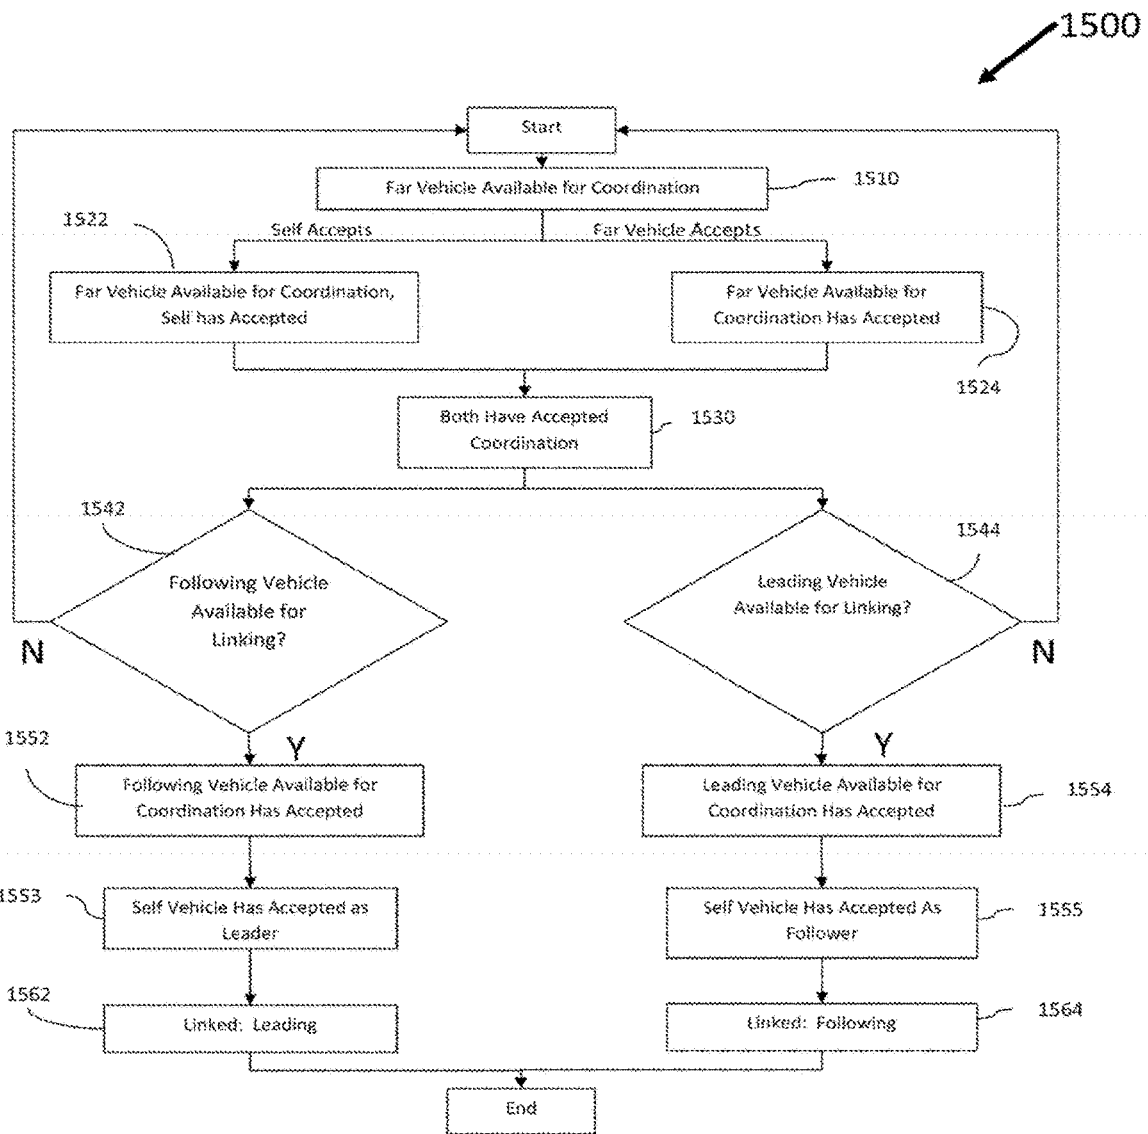 1500
Start
Far Vehicle Available for Coordination
1510
1522
Self Accepts
Far Vehicle Accepts
Far Vehicle Available for Coordination,
Self has Accepted
Far Vehicle Available for
Coordination Has Accepted
1524
Both Have Accepted
Coordination
1530
1542
1544
Following Vehicle
Available for
Linking?
Leading Vehicle
Available for Linking?
N
N
Y
Y
1552
Following Vehicle Available for
Coordination Has Accepted
Leading Vehicle Available for
Coordination Has Accepted
1554
1553
Self Vehicle Has Accepted as
Leader
Self Vehicle Has Accepted As
Follower
1555
1562
Linked: Leading
Linked: Following
1564
End